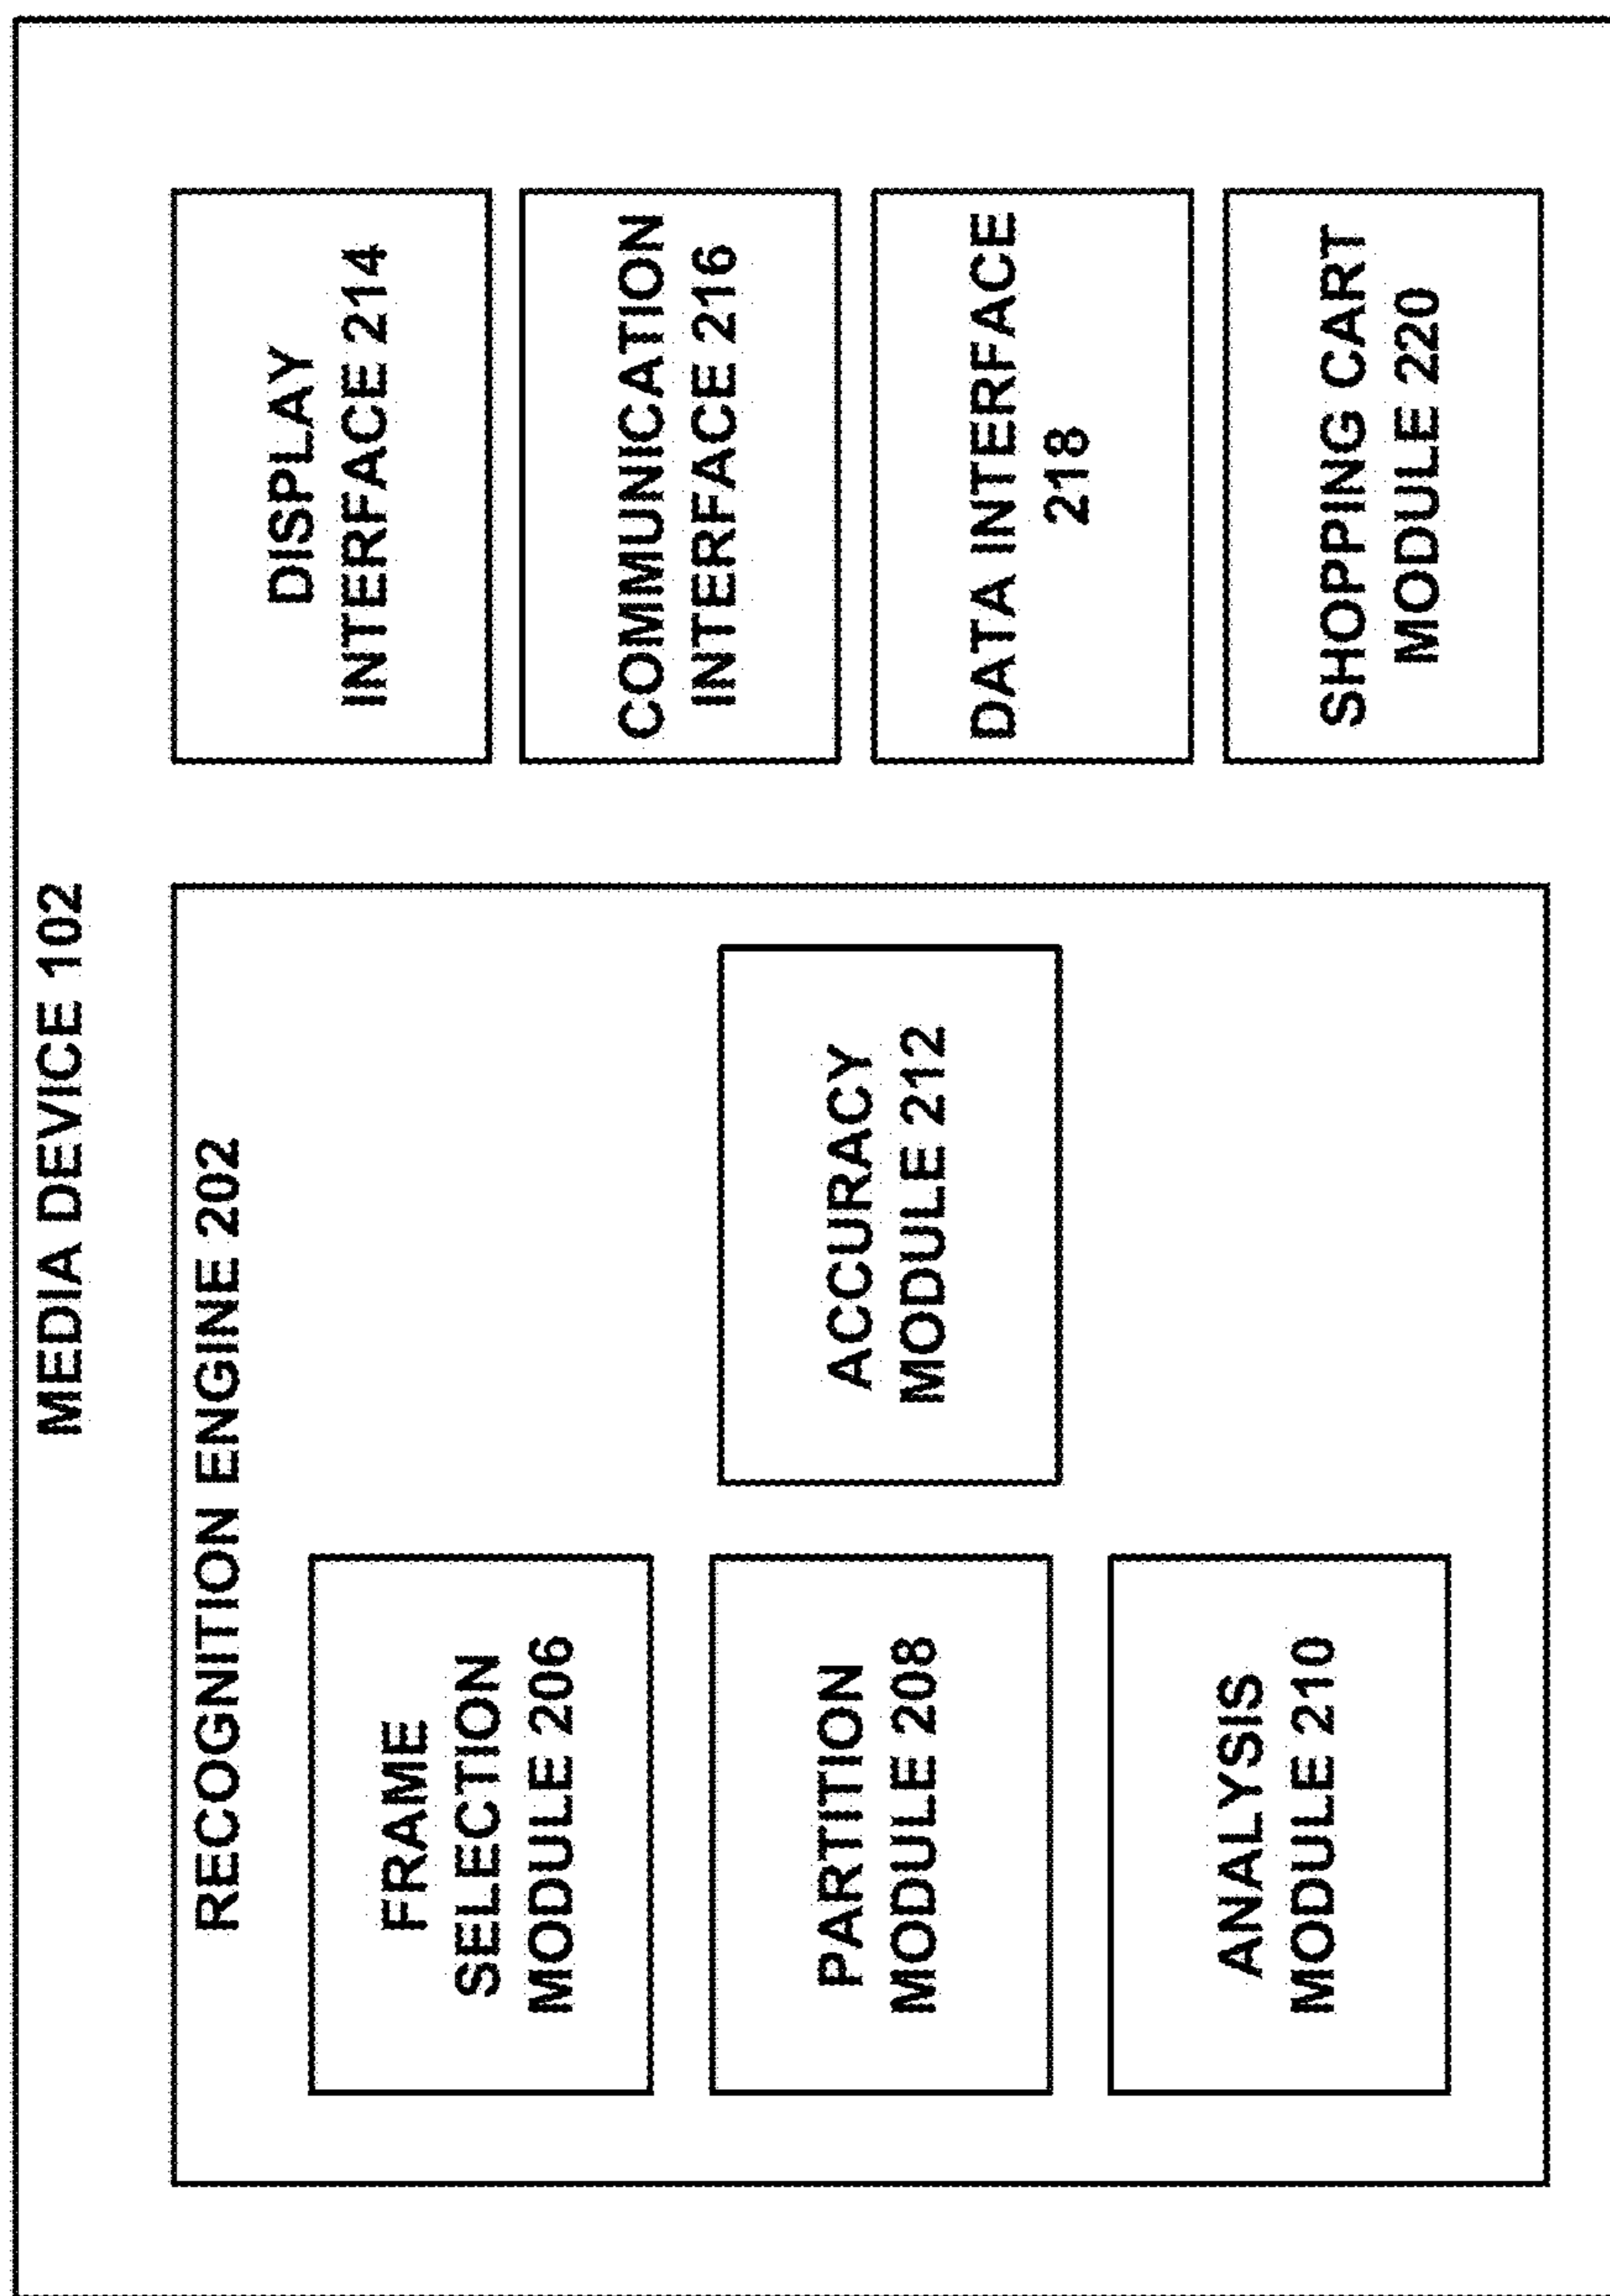 MEDIA DEVICE 102
RECOGNITION ENGINE 202
FRAME
SELECTION
MODULE 206
PARTITION
MODULE 208
ANALYSIS
MODULE 210
ACCURACY
MODULE 212
DISPLAY
INTERFACE 214
COMMUNICATION
INTERFACE 216
DATA INTERFACE
218
SHOPPING CART
MODULE 220